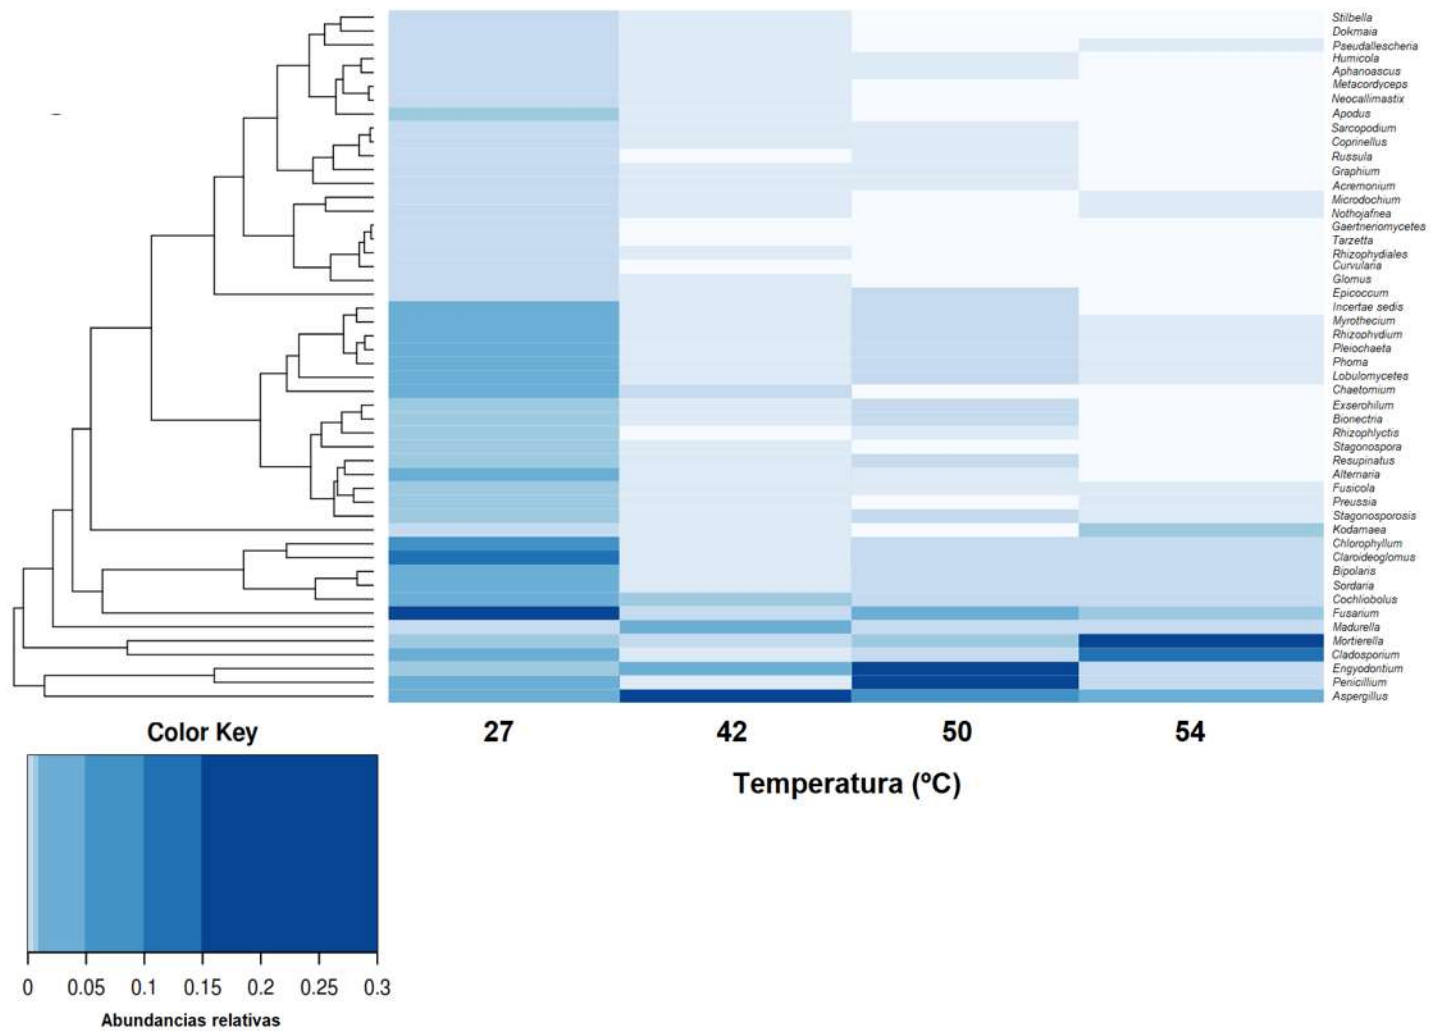 Stilbella
Dokmaia
Pseudallescheria
Humicola
Aphanoascus
Metacordyceps
Neocallimastix
Apodus
Sarcopodium
Coprinellus
Russula
Graphium
Acremonium
Microdochium
Nothojafnea
Gaertneriomycetes
Tarzetta
Rhizophydiales
Curvularia
Glomus
Epicoccum
Incertae sedis
Myrothecium
Rhizophydium
Pleiochaeta
Phoma
Lobulomycetes
Chaetomium
Exserohilum
Bionectria
Rhizophlyctis
Stagonospora
Resupinatus
Alternaria
Fusicola
Preussia
Stagonosporosis
Kodamaea
Chlorophyllum
Claroideoglomus
Bipolaris
Sordaria
Cochliobolus
Fusarium
Madurella
Mortierella
Cladosporium
Engyodontium
Penicillium
Aspergillus
27 42 50 54
Temperatura (ºC)
Color Key
0 0.05 0.1 0.15 0.2 0.25 0.3
Abundancias relativas